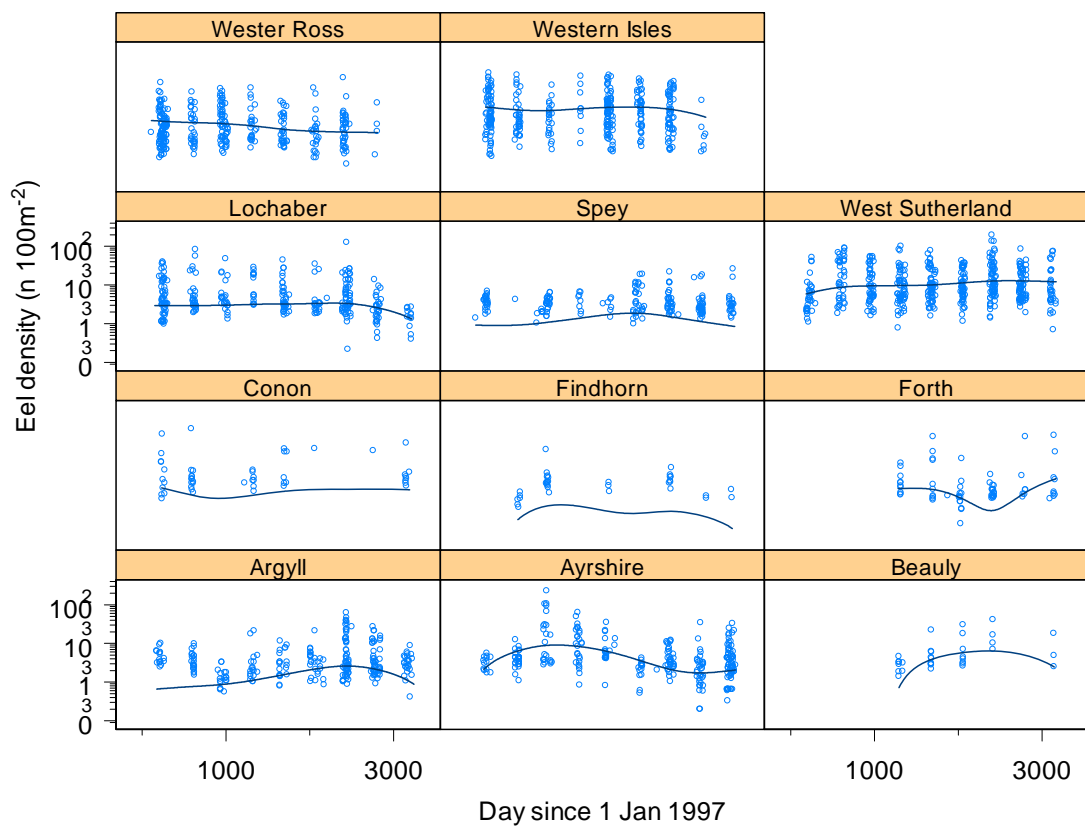 Wester Ross Western Isles
Lochaber Spey West Sutherland
Conon Findhorn Forth
Argyll Ayrshire Beauly
Eel density (n 100m-2)
100
3
10
3
1
3
0
100
3
10
3
1
3
0
1000 3000 1000 3000
Day since 1 Jan 1997